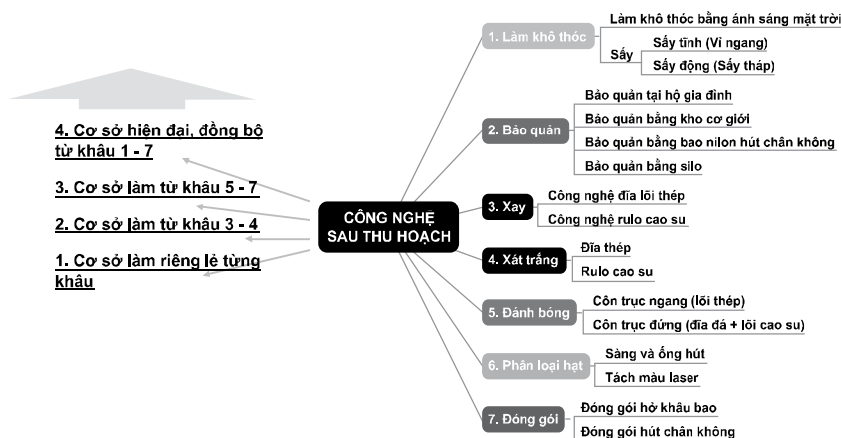 4. Cơ sở hiện đại, đồng bộ
từ khâu 1 - 7
3. Cơ sở làm từ khâu 5 - 7
2. Cơ sở làm từ khâu 3 - 4
1. Cơ sở làm riêng lẻ từng
khâu
CÔNG NGHỆ
SAU THU HOẠCH
1. Làm khô thóc
Làm khô thóc bằng ánh sáng mặt trời
Sấy
Sấy tĩnh (Vỉ ngang)
Sấy động (Sấy tháp)
2. Bảo quản
Bảo quản tại hộ gia đình
Bảo quản bằng kho cơ giới
Bảo quản bằng bao nilon hút chân không
Bảo quản bằng silo
3. Xay
Công nghệ đĩa lõi thép
Công nghệ rulo cao su
4. Xát trắng
Đĩa thép
Rulo cao su
5. Đánh bóng
Côn trục ngang (lõi thép)
Côn trục đứng (đĩa đá + lõi cao su)
6. Phân loại hạt
Sàng và ống hút
Tách màu laser
7. Đóng gói
Đóng gói hở khâu bao
Đóng gói hút chân không